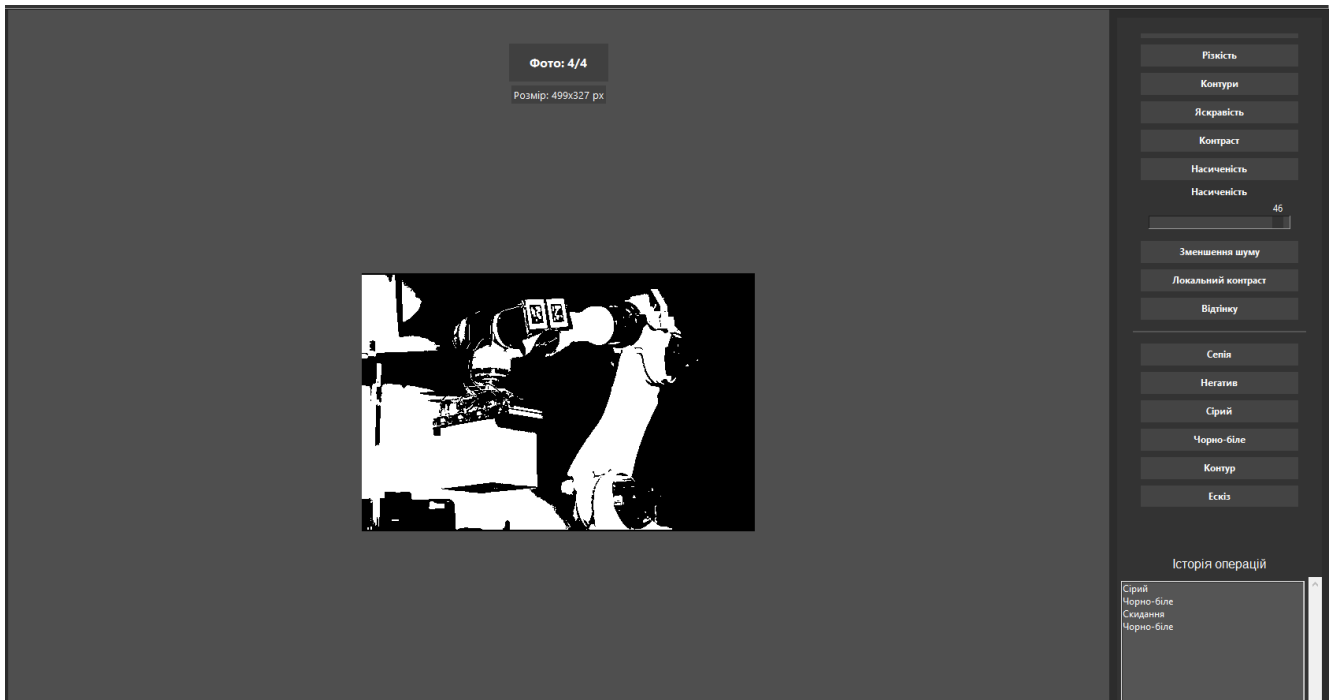 Фото: 4/4
Розмір: 499x327 px
Різкість
Контури
Яскравість
Контраст
Насиченість
Насиченість
46
Зменшення шуму
Локальний контраст
Відтінку
Сепія
Негатив
Сірий
Чорно-біле
Контур
Ескіз
Історія операцій
Сірий
Чорно-біле
Скидання
Чорно-біле